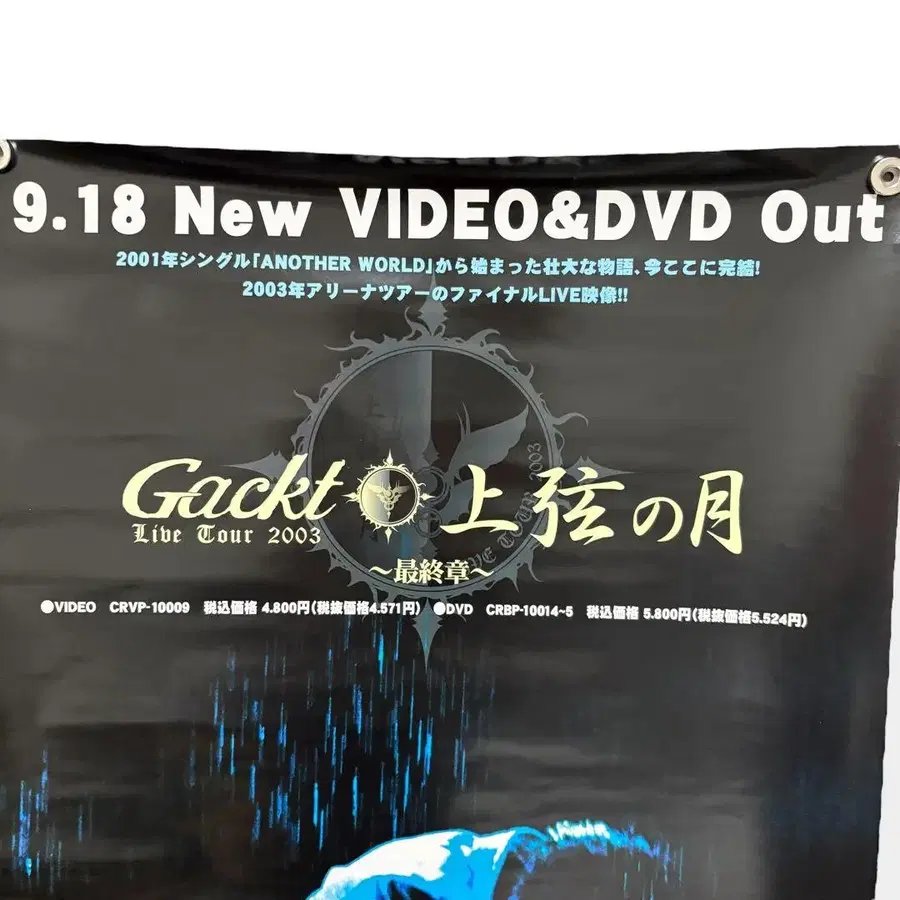 9.18 New VIDEO&DVD Out
2001年シングル「ANOTHER WORLD」から始まった壮大な物語、今ここに完結!
2003年アリーナツアーのファイナルLIVE映像!!
Gackt 上弦の月
Live Tour 2003
～最終章～
●VIDEO CRVP-10009 税込価格 4.800円(税抜価格4.571円) ●DVD CRBP-10014~5 税込価格 5.800円(税抜価格5.524円)